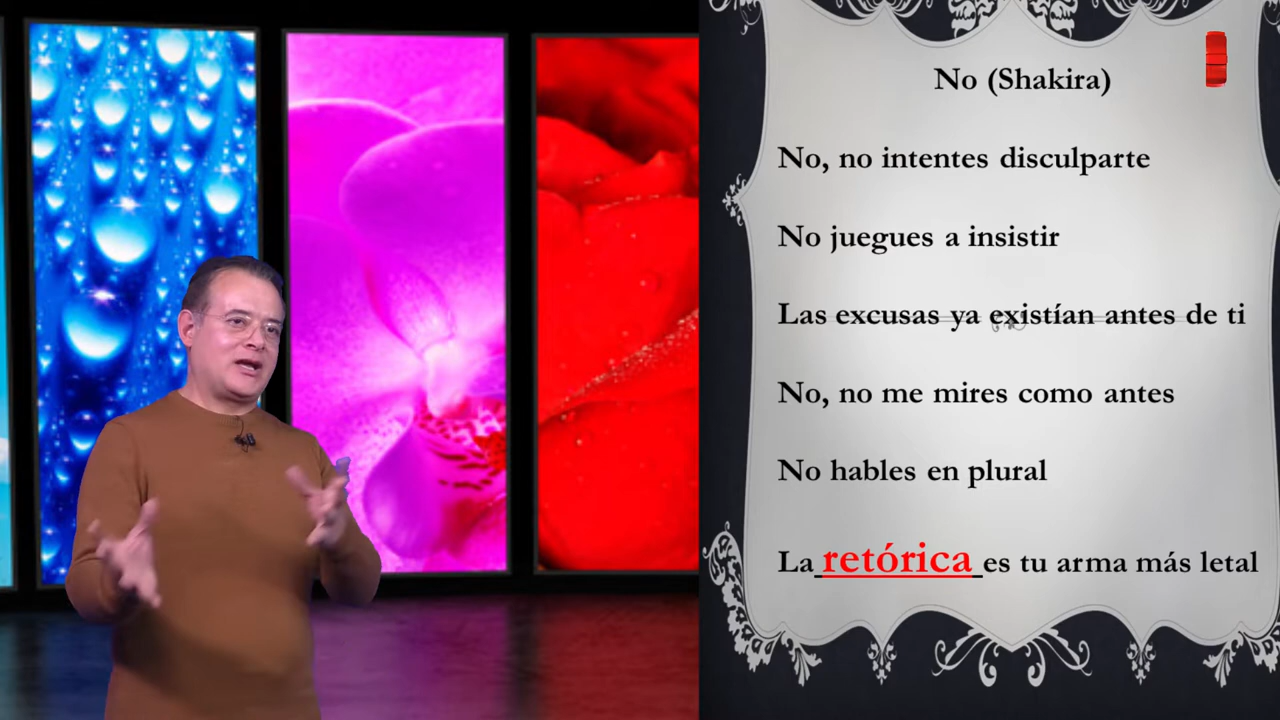 No (Shakira)
No, no intentes disculparte
No juegues a insistir
Las excusas ya existían antes de ti
No, no me mires como antes
No hables en plural
La retórica es tu arma más letal